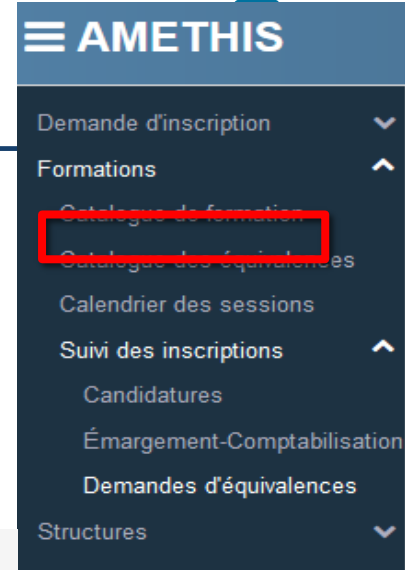 AMETHIS
Demande d'inscription
Formations
Catalogue de formation
Catalogue des équivalences
Calendrier des sessions
Suivi des inscriptions
Candidatures
Émargement-Comptabilisation
Demandes d'équivalences
Structures